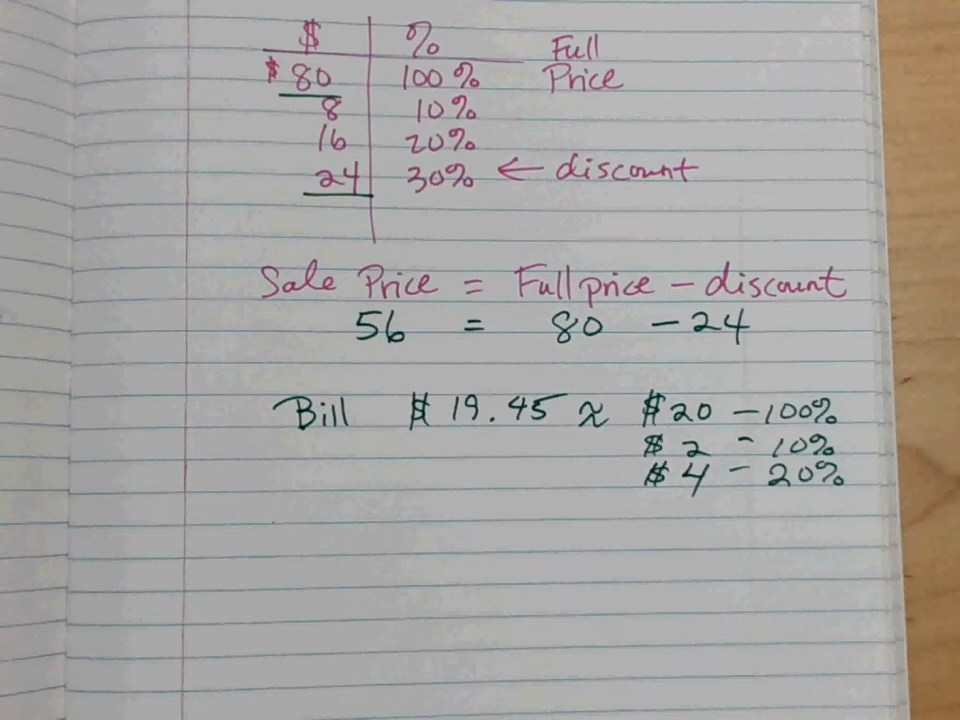 $ %
$80 100% Full Price
8 10%
16 20%
24 30% ← discount
Sale Price = Full price - discount
56 = 80 - 24
Bill $19.45 ≈ $20 - 100%
$2 - 10%
$4 - 20%